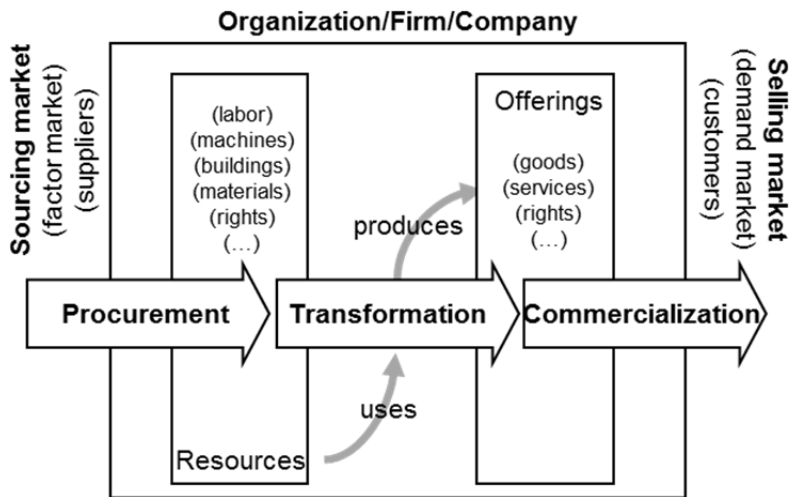 Organization/Firm/Company
Sourcing market
(factor market)
(suppliers)
(labor)
(machines)
(buildings)
(materials)
(rights)
(…)
Resources
Procurement
Transformation
Commercialization
produces
uses
Offerings
(goods)
(services)
(rights)
(…)
Selling market
(demand market)
(customers)